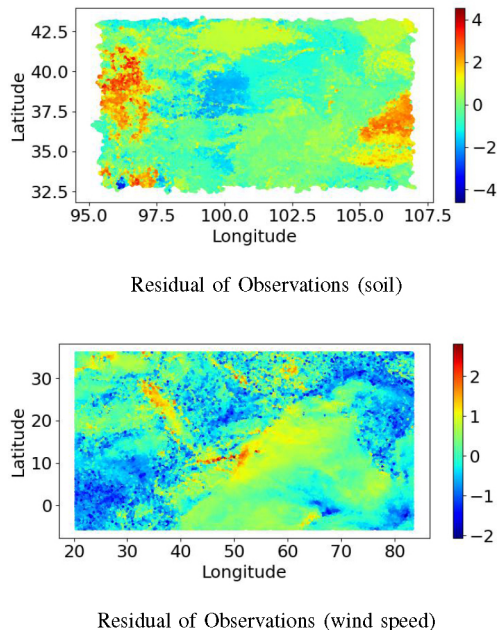 42.5
40.0
37.5
35.0
32.5
Latitude
95.0 97.5 100.0 102.5 105.0 107.5
Longitude
4
2
0
−2
−4
Residual of Observations (soil)
30
20
10
0
Latitude
20 30 40 50 60 70 80
Longitude
2
1
0
−1
−2
Residual of Observations (wind speed)